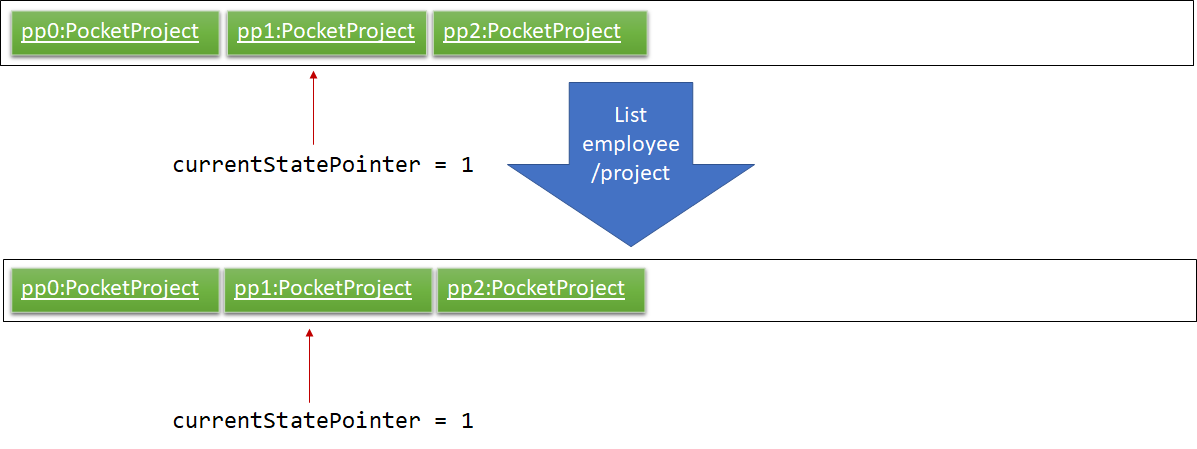 pp0:PocketProject pp1:PocketProject pp2:PocketProject
currentStatePointer = 1
List
employee
/project
pp0:PocketProject pp1:PocketProject pp2:PocketProject
currentStatePointer = 1